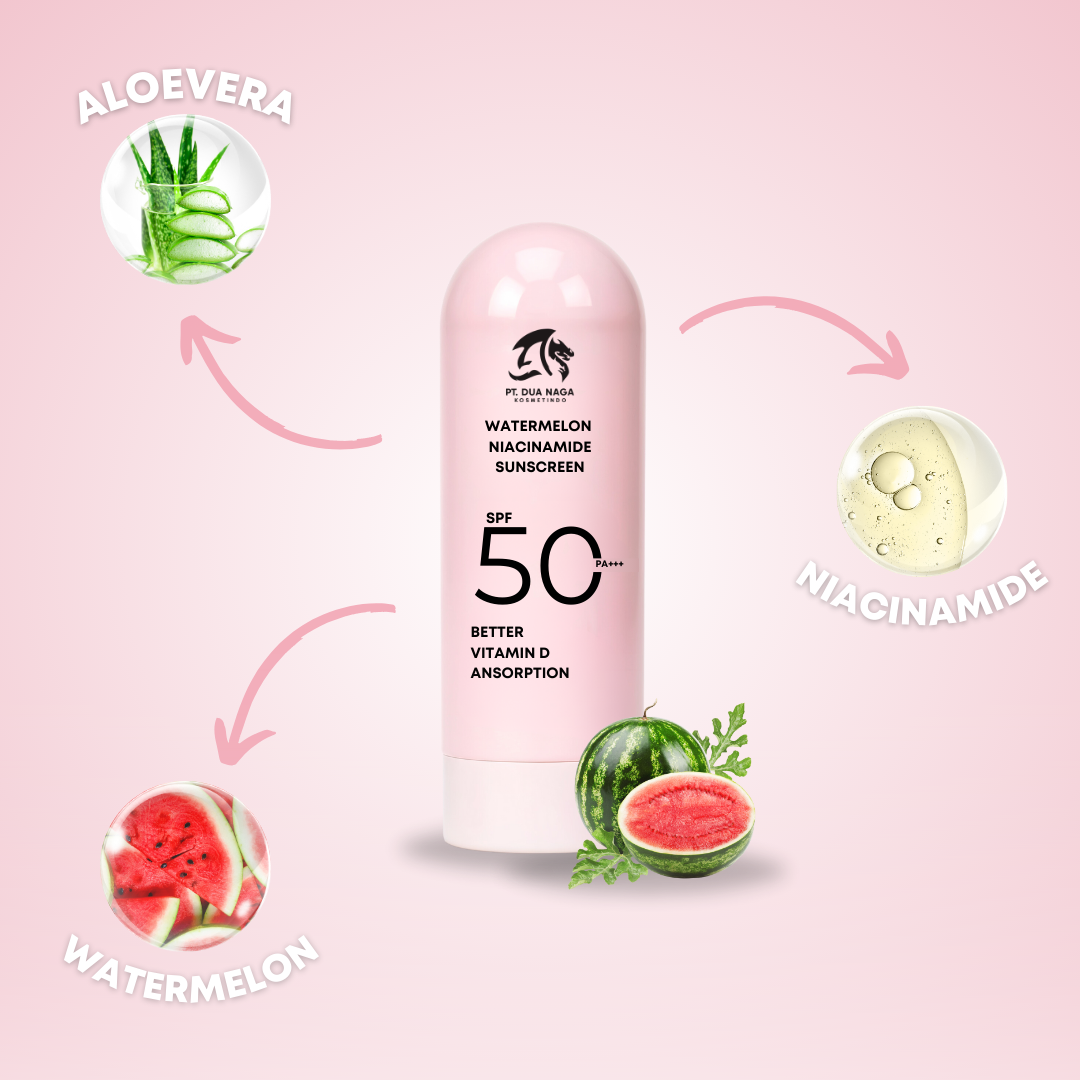 ALOEVERA
PT. DUA NAGA
KOSMETINDO
WATERMELON
NIACINAMIDE
SUNSCREEN
SPF
50
PA+++
BETTER
VITAMIN D
ANSORPTION
NIACINAMIDE
WATERMELON